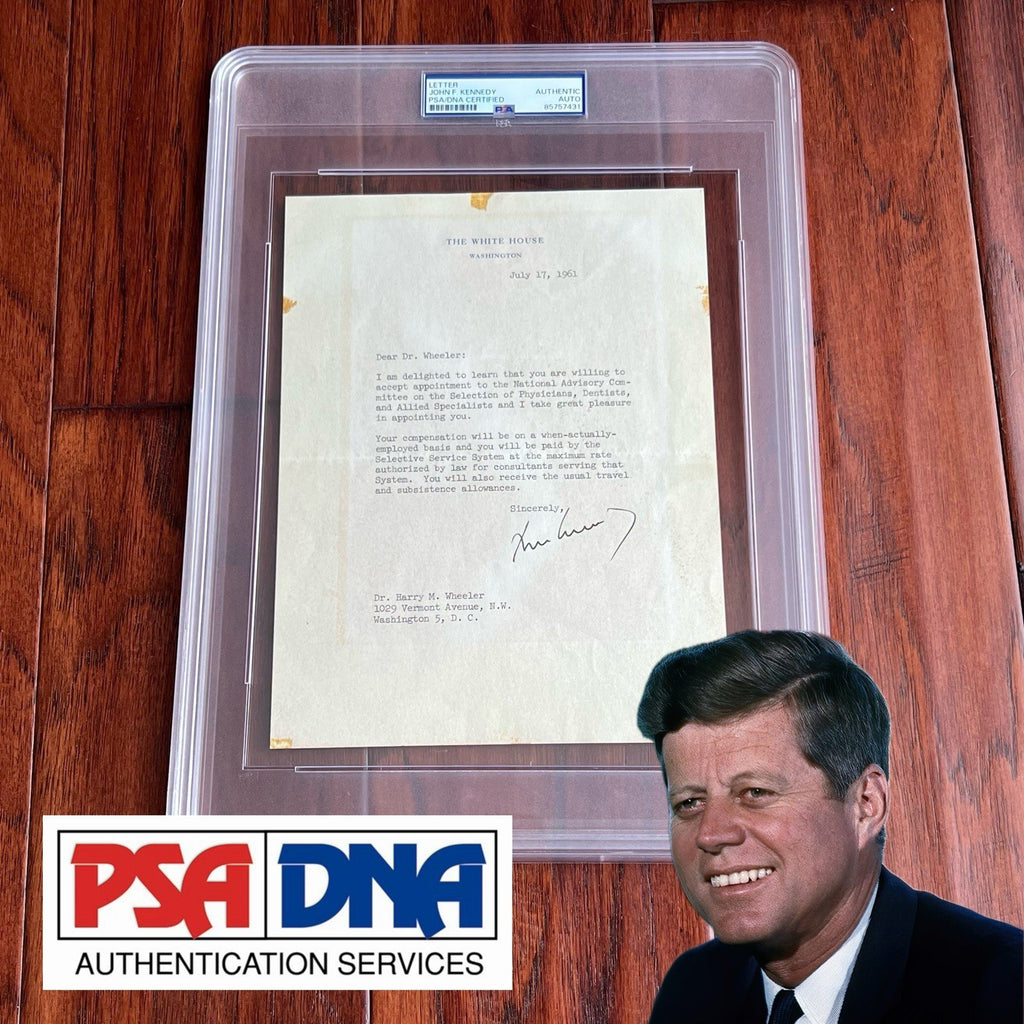 LETTER
JOHN F. KENNEDY
PSA/DNA CERTIFIED
AUTHENTIC
AUTO
85757431
PSA
THE WHITE HOUSE
WASHINGTON
July 17, 1961
Dear Dr. Wheeler:
I am delighted to learn that you are willing to
accept appointment to the National Advisory Com-
mittee on the Selection of Physicians, Dentists,
and Allied Specialists and I take great pleasure
in appointing you.
Your compensation will be on a when-actually-
employed basis and you will be paid by the
Selective Service System at the maximum rate
authorized by law for consultants serving that
System. You will also receive the usual travel
and subsistence allowances.
Sincerely,
Dr. Harry M. Wheeler
1029 Vermont Avenue, N.W.
Washington 5, D. C.
PSA DNA
AUTHENTICATION SERVICES